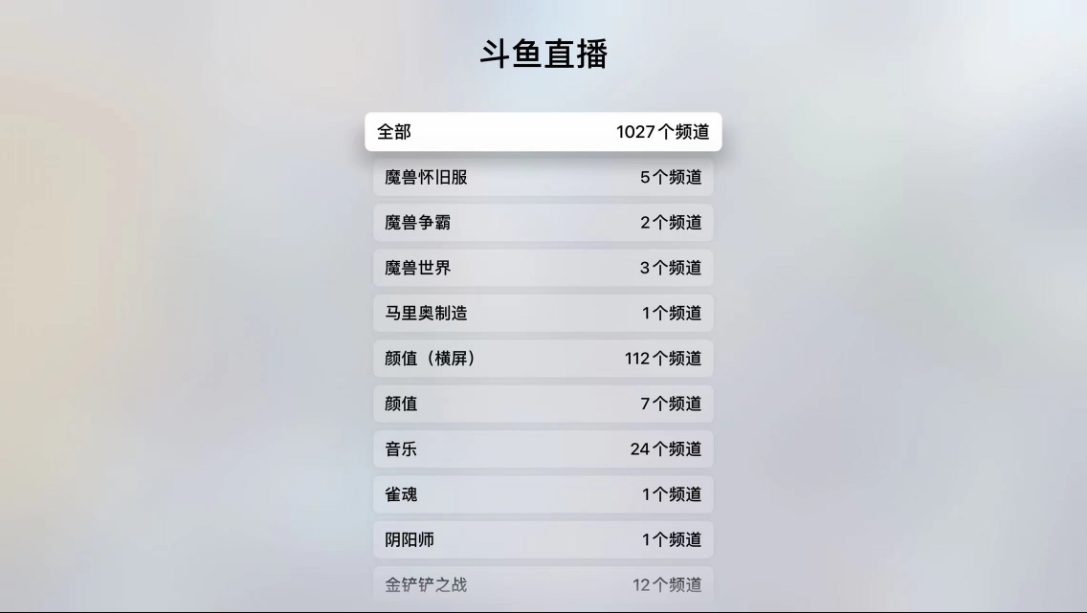 斗鱼直播
全部 1027个频道
魔兽怀旧服 5个频道
魔兽争霸 2个频道
魔兽世界 3个频道
马里奥制造 1个频道
颜值（横屏） 112个频道
颜值 7个频道
音乐 24个频道
雀魂 1个频道
阴阳师 1个频道
金铲铲之战 12个频道